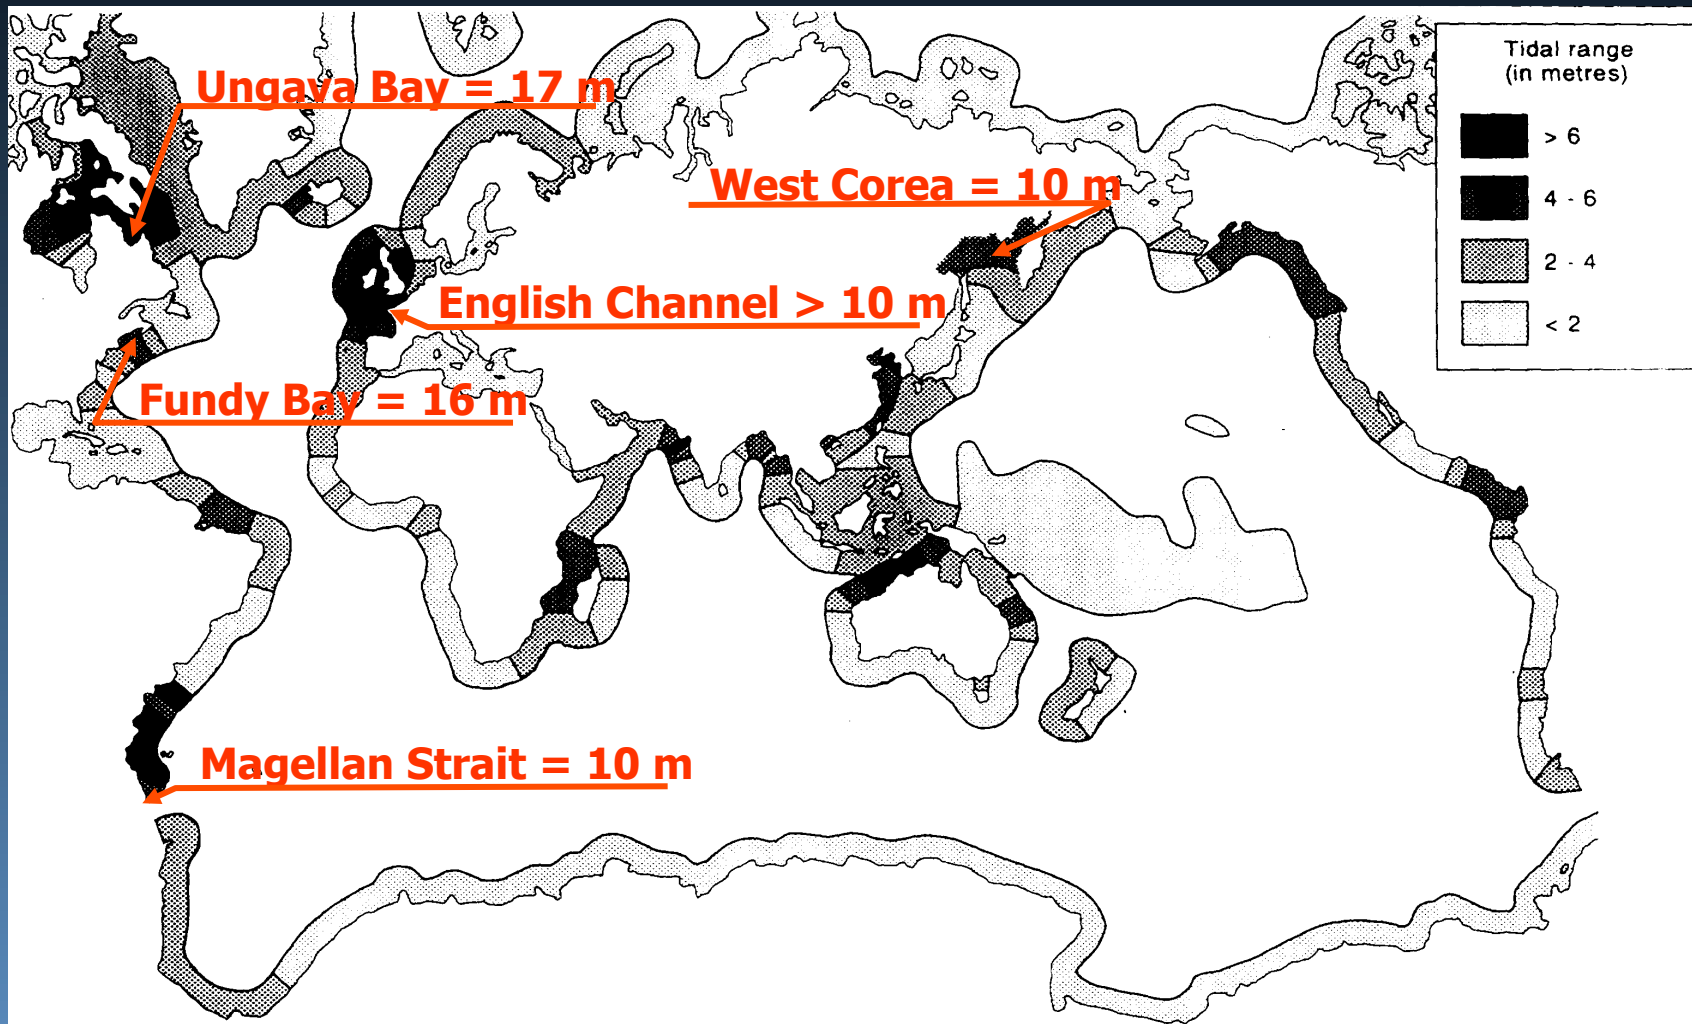 Tidal range
(in metres)
> 6
4 - 6
2 - 4
< 2
Ungava Bay = 17 m
West Corea = 10 m
English Channel > 10 m
Fundy Bay = 16 m
Magellan Strait = 10 m